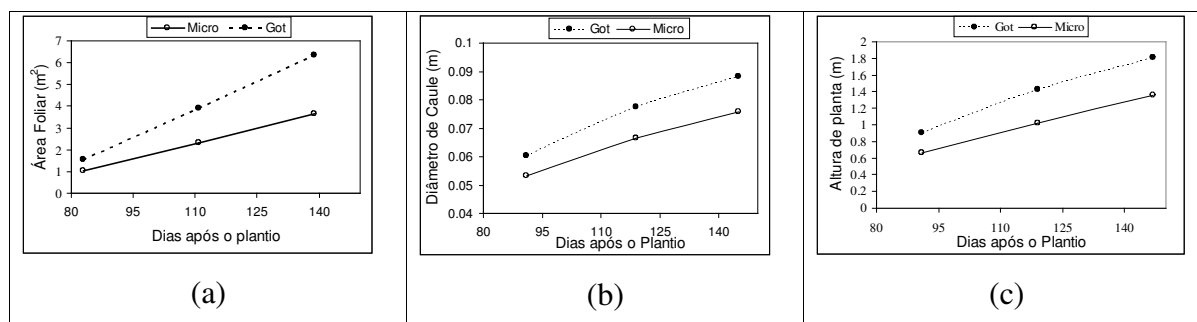 Micro Got
Área Foliar (m²)
7
6
5
4
3
2
1
0
80 95 110 125 140
Dias após o plantio
(a)
Got Micro
Diâmetro de Caule (m)
0.1
0.09
0.08
0.07
0.06
0.05
0.04
80 95 110 125 140
Dias após o Plantio
(b)
Got Micro
Altura de planta (m)
2
1.8
1.6
1.4
1.2
1
0.8
0.6
0.4
0.2
0
80 95 110 125 140
Dias após o Plantio
(c)